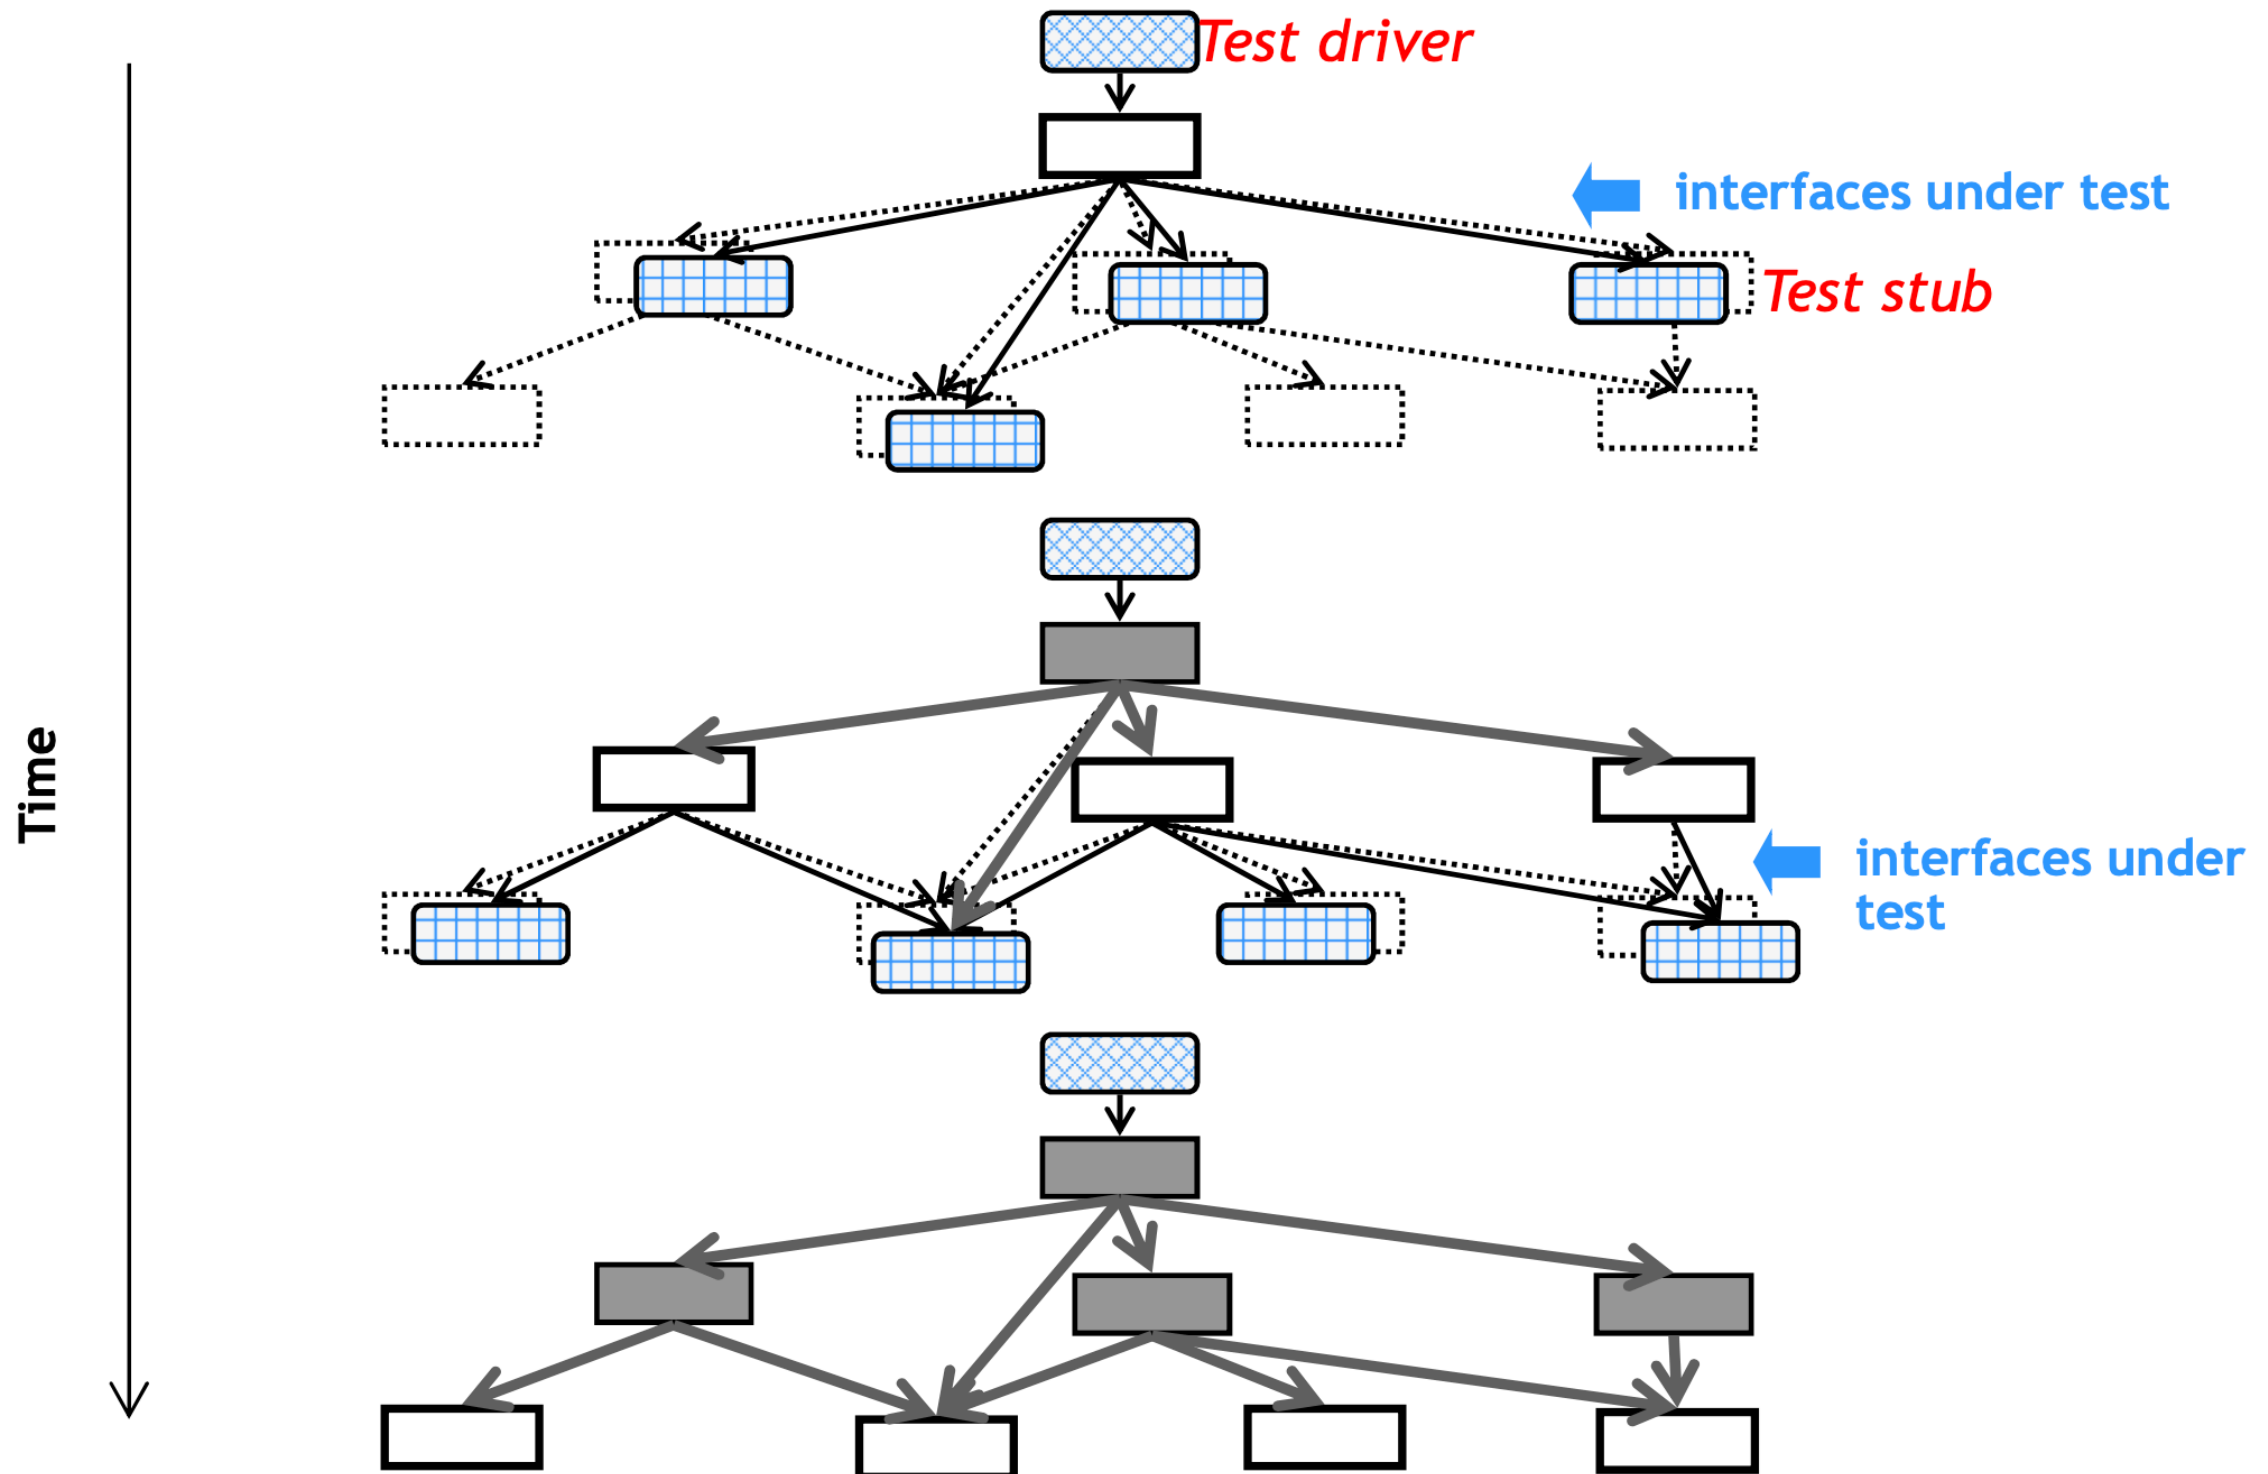 Test driver
interfaces under test
Test stub
Time
interfaces under
test